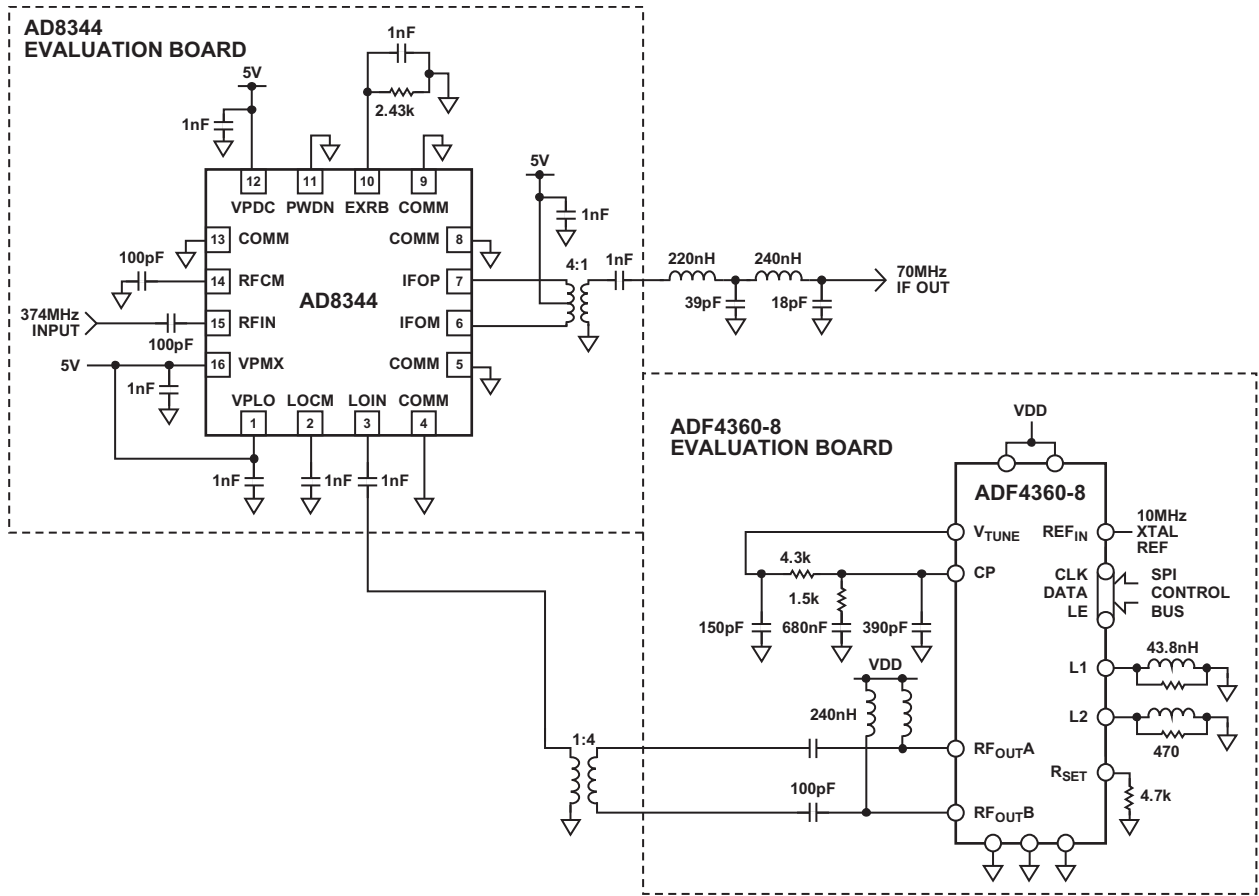 AD8344
EVALUATION BOARD
1nF
5V
2.43k
1nF
12
11
10
9
VPDC
PWDN
EXRB
COMM
5V
1nF
13
COMM
COMM
8
100pF
14
RFCM
IFOP
7
4:1
1nF
220nH
240nH
70MHz
IF OUT
39pF
18pF
AD8344
374MHz
INPUT
15
RFIN
IFOM
6
100pF
5V
16
VPMX
COMM
5
1nF
VPLO
LOCM
LOIN
COMM
1
2
3
4
1nF
1nF
1nF
ADF4360-8
EVALUATION BOARD
VDD
ADF4360-8
VTUNE
REFIN
10MHz
XTAL
REF
4.3k
CP
CLK
DATA
LE
SPI
CONTROL
BUS
1.5k
150pF
680nF
390pF
VDD
L1
43.8nH
240nH
L2
470
1:4
RFOUTA
RSET
4.7k
100pF
RFOUTB